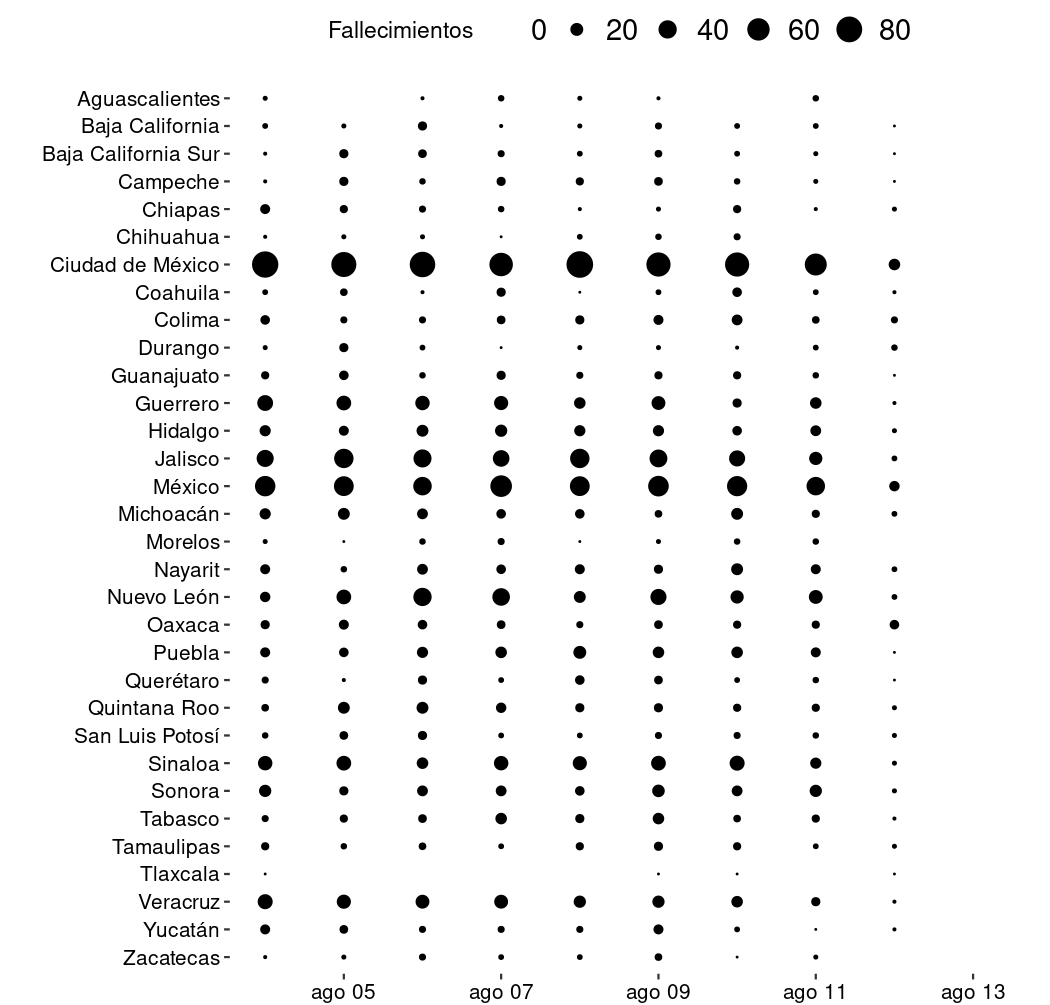 Fallecimientos 0 20 40 60 80
Aguascalientes
Baja California
Baja California Sur
Campeche
Chiapas
Chihuahua
Ciudad de México
Coahuila
Colima
Durango
Guanajuato
Guerrero
Hidalgo
Jalisco
México
Michoacán
Morelos
Nayarit
Nuevo León
Oaxaca
Puebla
Querétaro
Quintana Roo
San Luis Potosí
Sinaloa
Sonora
Tabasco
Tamaulipas
Tlaxcala
Veracruz
Yucatán
Zacatecas
ago 05 ago 07 ago 09 ago 11 ago 13